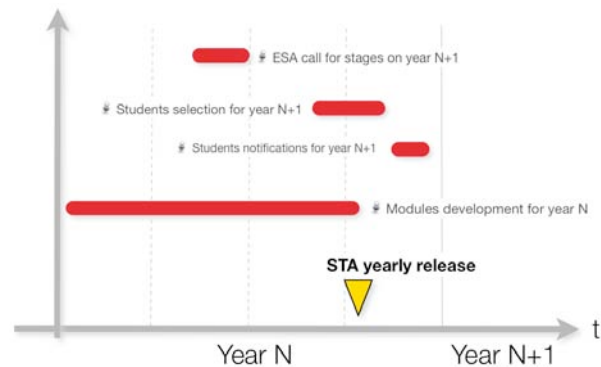 ESA call for stages on year N+1
Students selection for year N+1
Students notifications for year N+1
Modules development for year N
STA yearly release
t
Year N
Year N+1